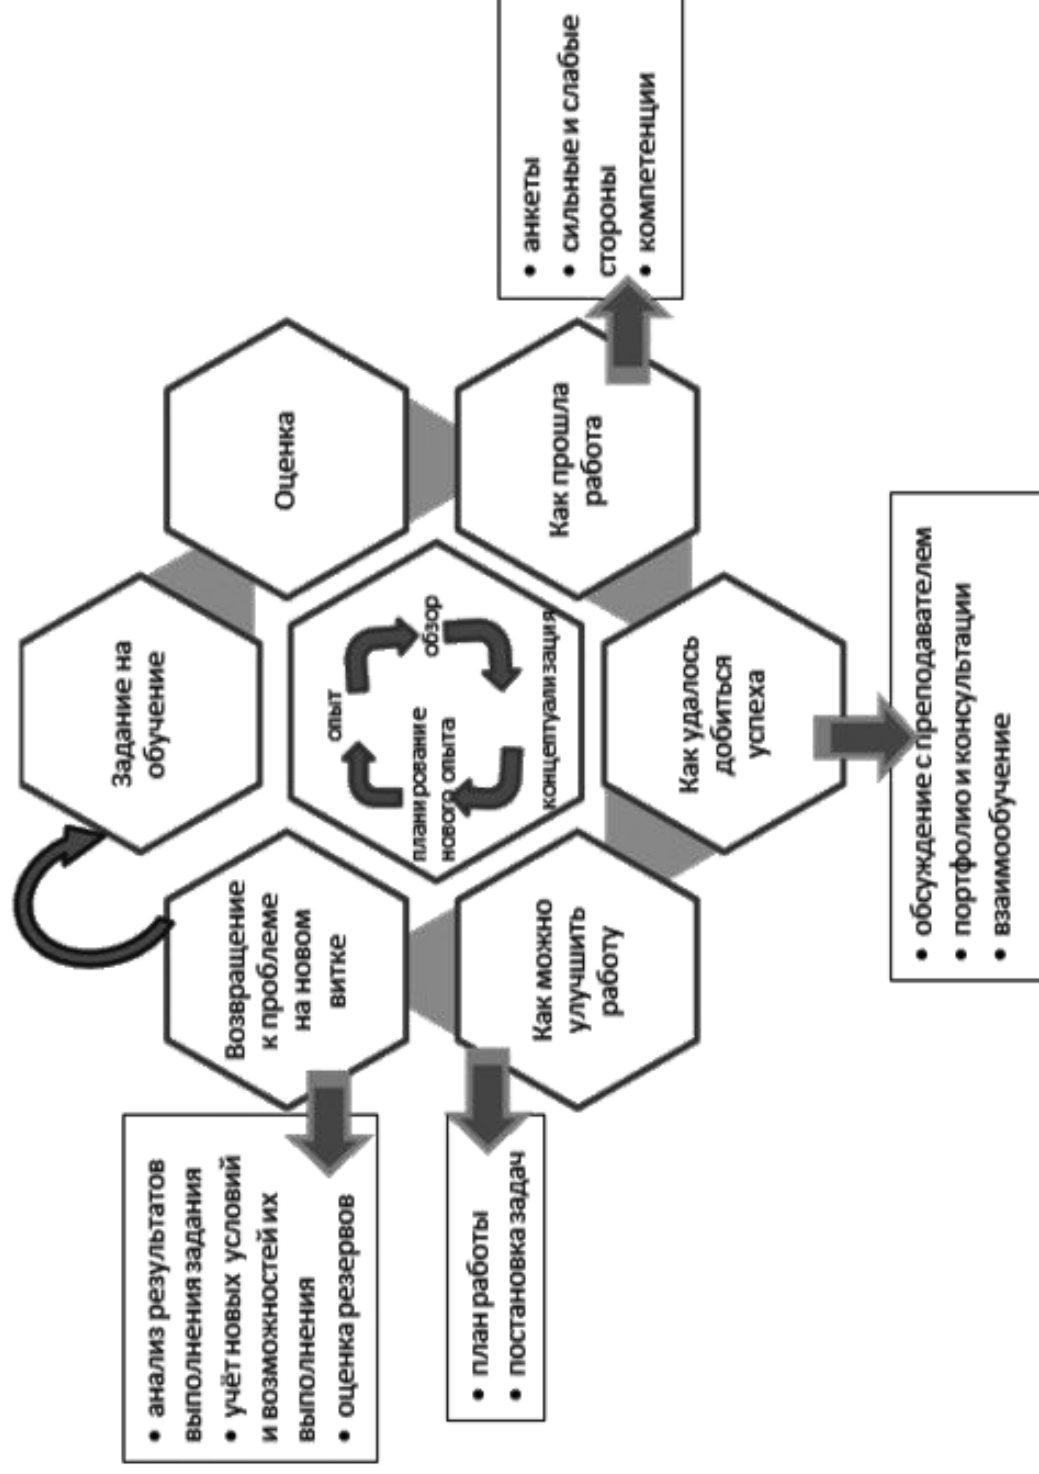 Задание на
обучение
Оценка
Как прошла
работа
• анкеты
• сильные и слабые
стороны
• компетенции
Как удалось
добиться
успеха
• обсуждение с преподавателем
• портфолио и консультации
• взаимообучение
Как можно
улучшить
работу
• план работы
• постановка задач
Возвращение
к проблеме
на новом
витке
• анализ результатов
выполнения задания
• учёт новых условий
и возможностей их
выполнения
• оценка резервов
опыт
обзор
концептуализация
планирование
нового опыта